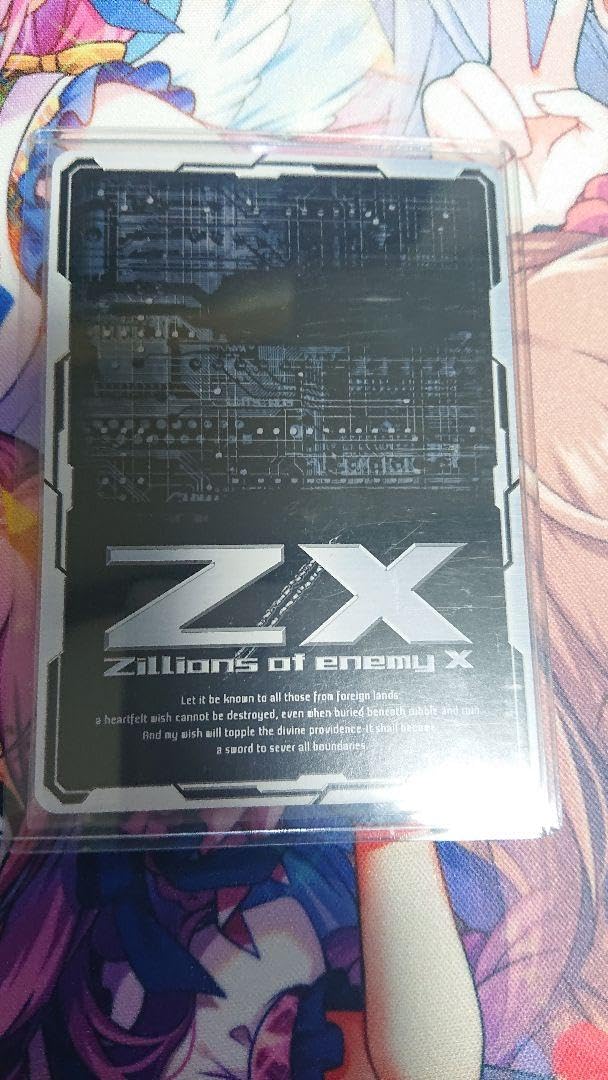 Z/X
Zillions of enemy X
Let it be known to all those from foreign lands:
a heartfelt wish cannot be destroyed, even when buried beneath rubble and ruin.
And my wish will topple the divine providence-it shall become
a sword to sever all boundaries.